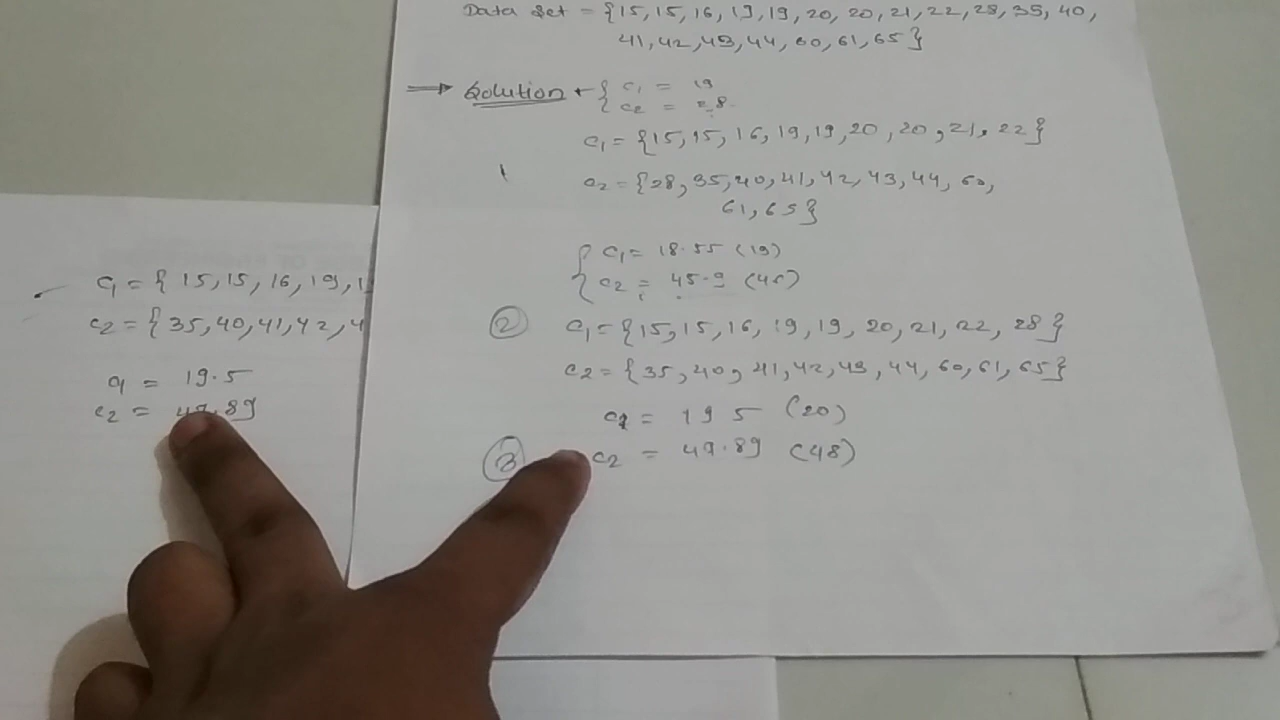 Data Set = {15, 15, 16, 19, 19, 20, 20, 21, 22, 28, 35, 40,
41, 42, 43, 44, 60, 61, 65}
→ Solution + { C1 = 19
C2 = 28
C1 = {15, 15, 16, 19, 19, 20, 20, 21, 22}
C2 = {28, 35, 40, 41, 42, 43, 44, 60,
61, 65}
{ C1 = 18.55 (19)
C2 = 45.9 (46)
② C1 = {15, 15, 16, 19, 19, 20, 21, 22, 28}
C2 = {35, 40, 41, 42, 43, 44, 60, 61, 65}
C1 = 19 5 (20)
③ C2 = 47.89 (48)
C1 = { 15, 15, 16, 19, 1
C2 = { 35, 40, 41, 42, 4
C1 = 19.5
C2 = 47.89